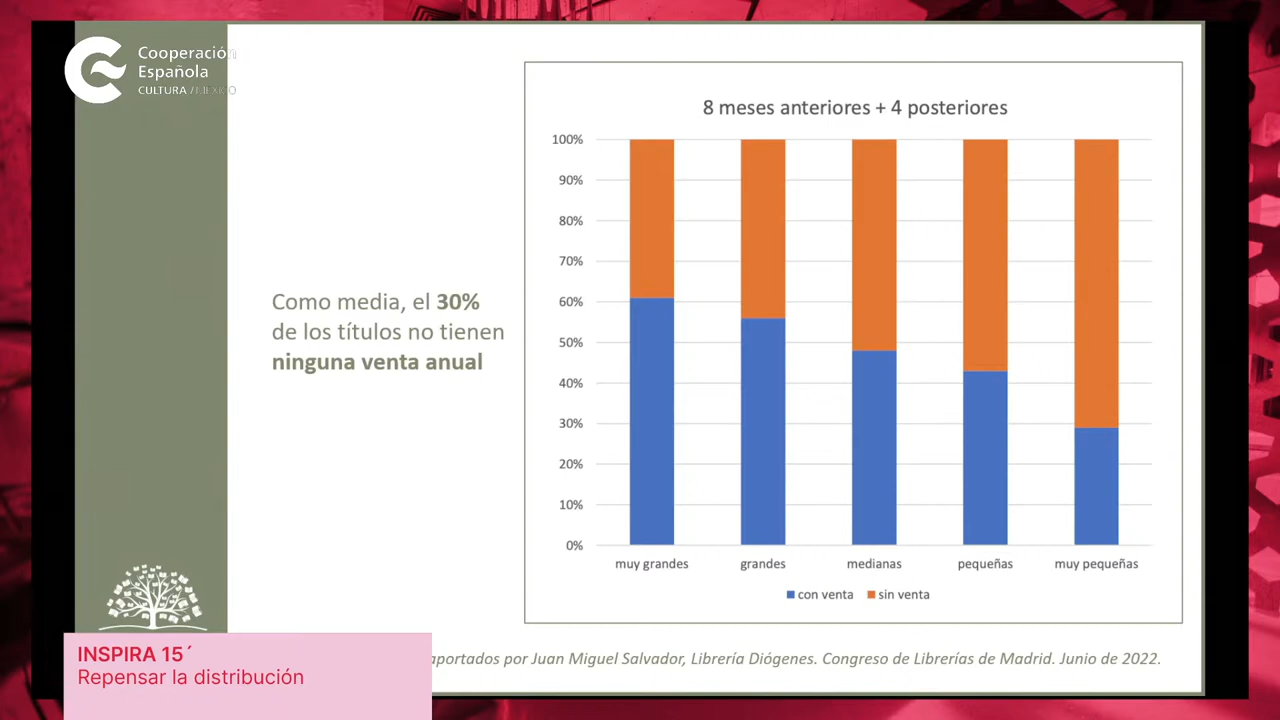 Cooperación
Española
CULTURA / MÉXICO
8 meses anteriores + 4 posteriores
100%
90%
80%
70%
60%
50%
40%
30%
20%
10%
0%
muy grandes
grandes
medianas
pequeñas
muy pequeñas
con venta
sin venta
Como media, el 30%
de los títulos no tienen
ninguna venta anual
aportados por Juan Miguel Salvador, Librería Diógenes. Congreso de Librerías de Madrid. Junio de 2022.
INSPIRA 15´
Repensar la distribución